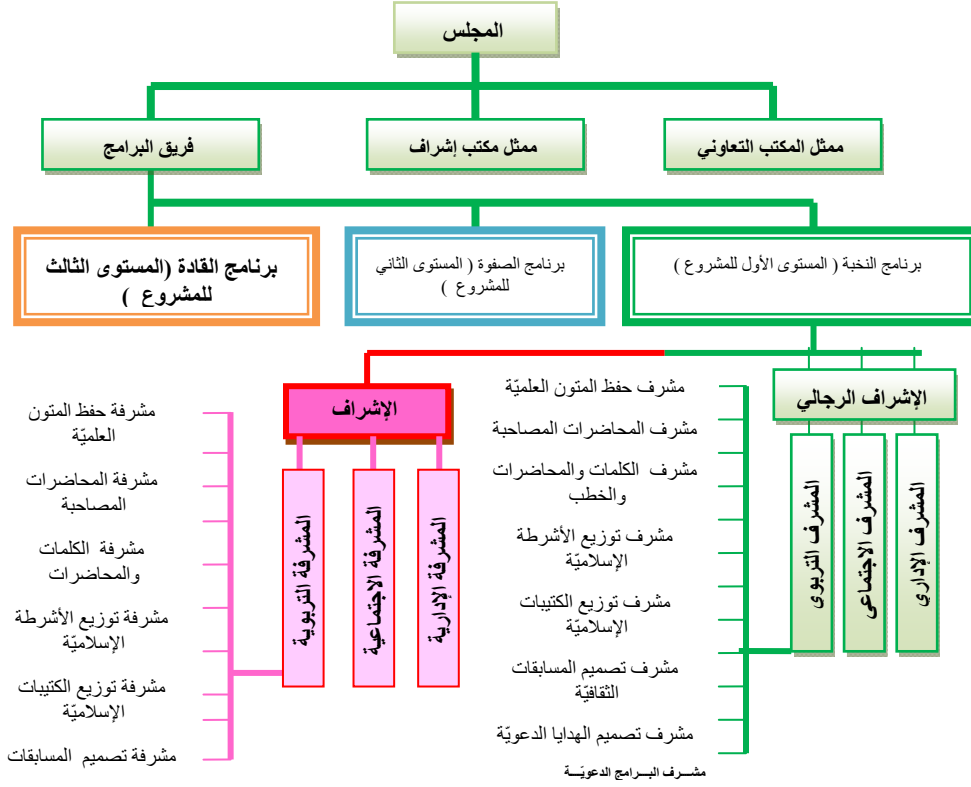 المجلس
ممثل المكتب التعاوني
ممثل مكتب إشراف
فريق البرامج
برنامج النخبة ( المستوى الأول للمشروع )
برنامج الصفوة ( المستوى الثاني
للمشروع )
برنامج القادة (المستوى الثالث
للمشروع )
الإشراف الرجالي
المشرف الإداري
المشرف الاجتماعي
المشرف التربوي
مشرف حفظ المتون العلميّة
مشرف المحاضرات المصاحبة
مشرف الكلمات والمحاضرات
والخطب
مشرف توزيع الأشرطة
الإسلاميّة
مشرف توزيع الكتيبات
الإسلاميّة
مشرف تصميم المسابقات
الثقافيّة
مشرف تصميم الهدايا الدعويّة
مشـــرف البـــرامج الدعويّـــة
الإشراف
المشرفة الإدارية
المشرفة الاجتماعية
المشرفة التربوية
مشرفة حفظ المتون
العلميّة
مشرفة المحاضرات
المصاحبة
مشرفة الكلمات
والمحاضرات
مشرفة توزيع الأشرطة
الإسلاميّة
مشرفة توزيع الكتيبات
الإسلاميّة
مشرفة تصميم المسابقات